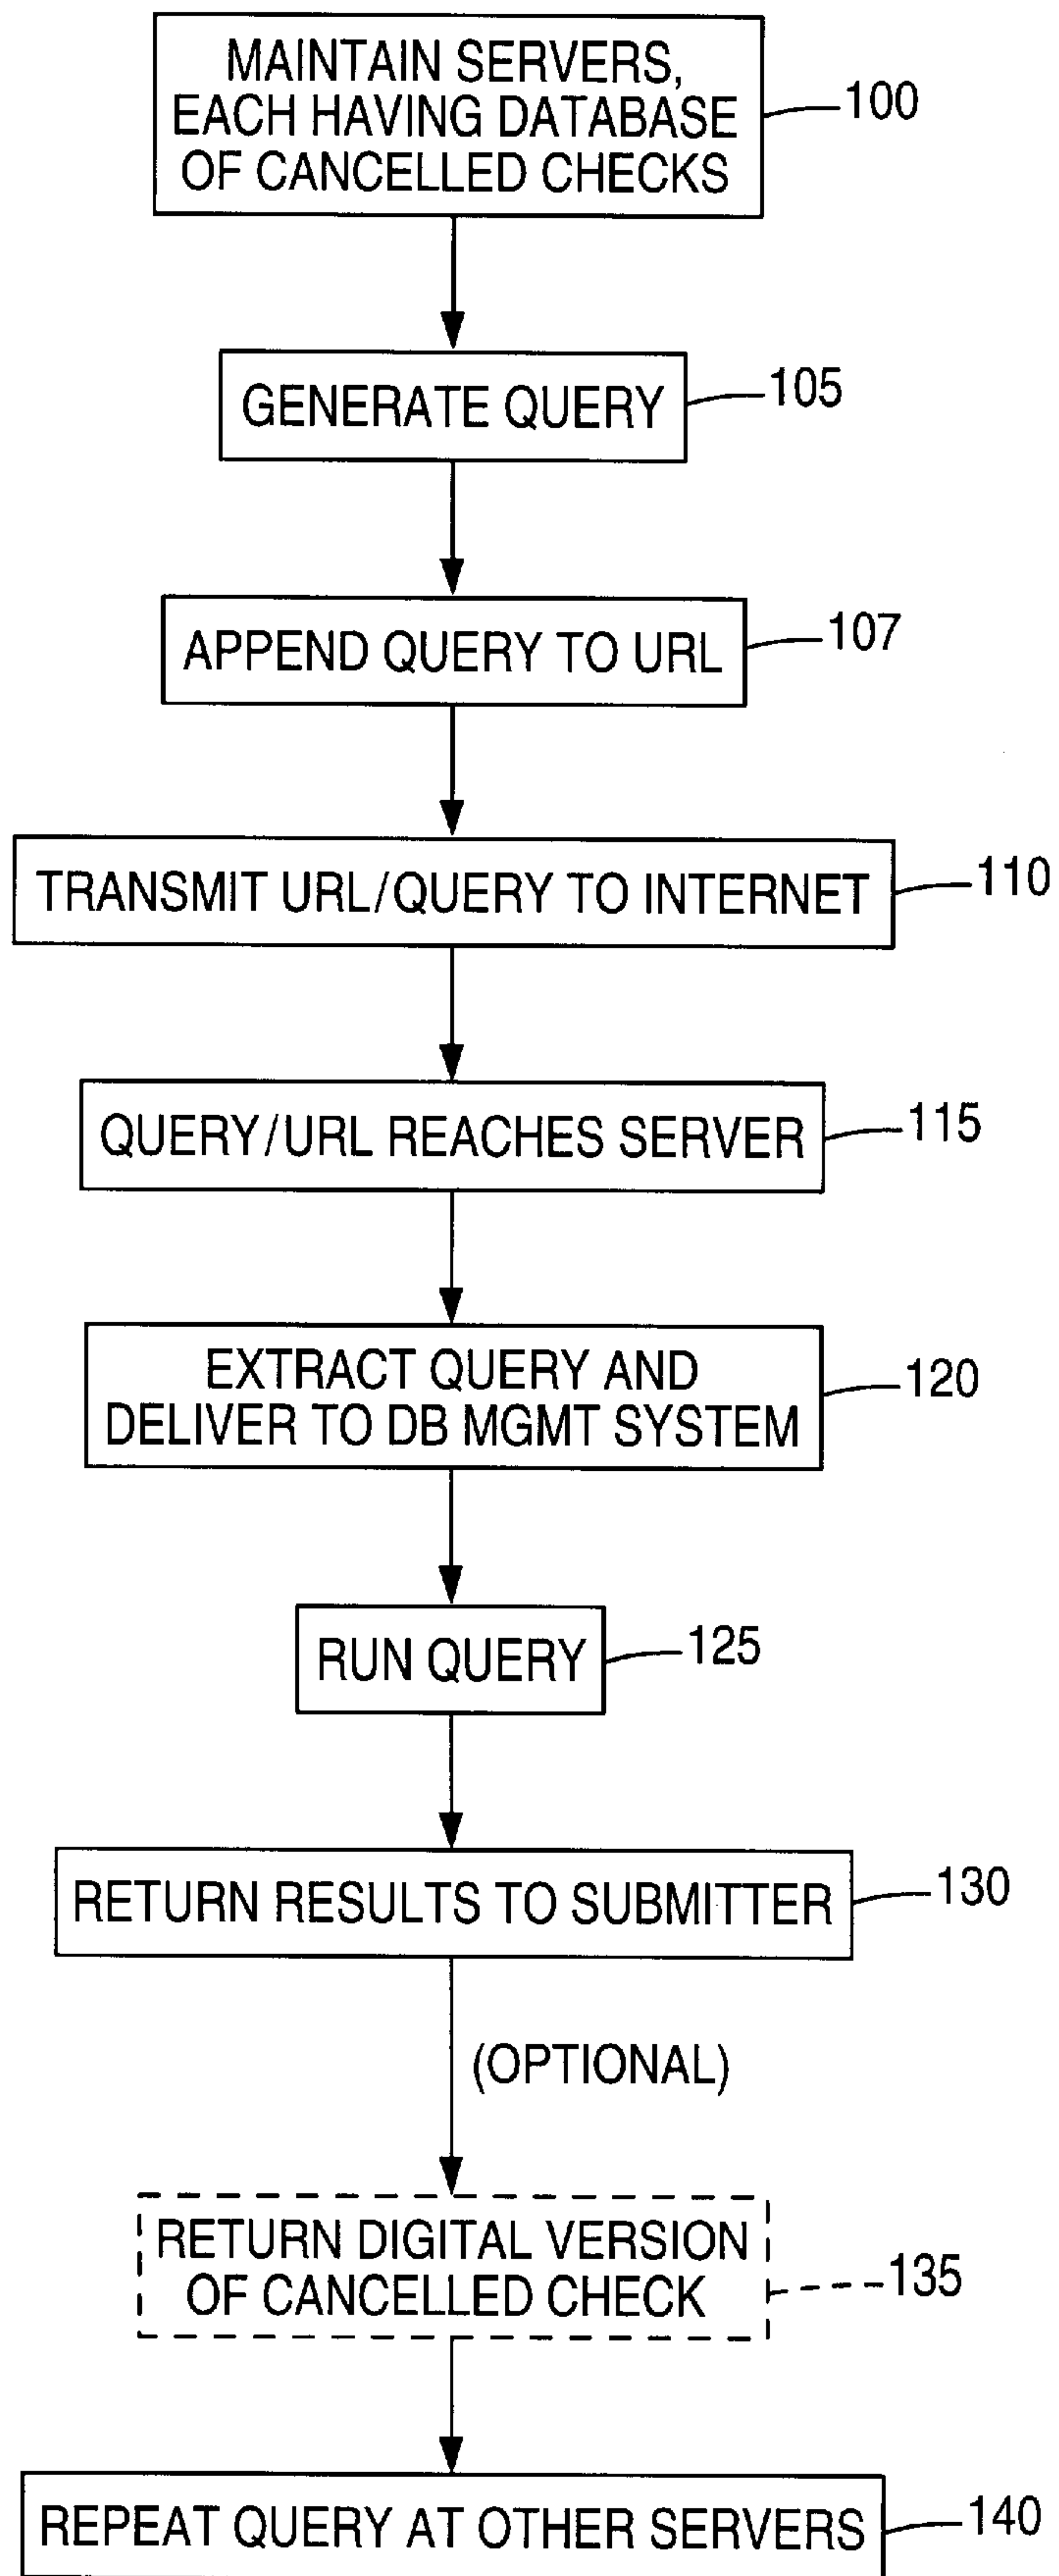 MAINTAIN SERVERS,
EACH HAVING DATABASE
OF CANCELLED CHECKS
100
GENERATE QUERY
105
APPEND QUERY TO URL
107
TRANSMIT URL/QUERY TO INTERNET
110
QUERY/URL REACHES SERVER
115
EXTRACT QUERY AND
DELIVER TO DB MGMT SYSTEM
120
RUN QUERY
125
RETURN RESULTS TO SUBMITTER
130
(OPTIONAL)
RETURN DIGITAL VERSION
OF CANCELLED CHECK
135
REPEAT QUERY AT OTHER SERVERS
140